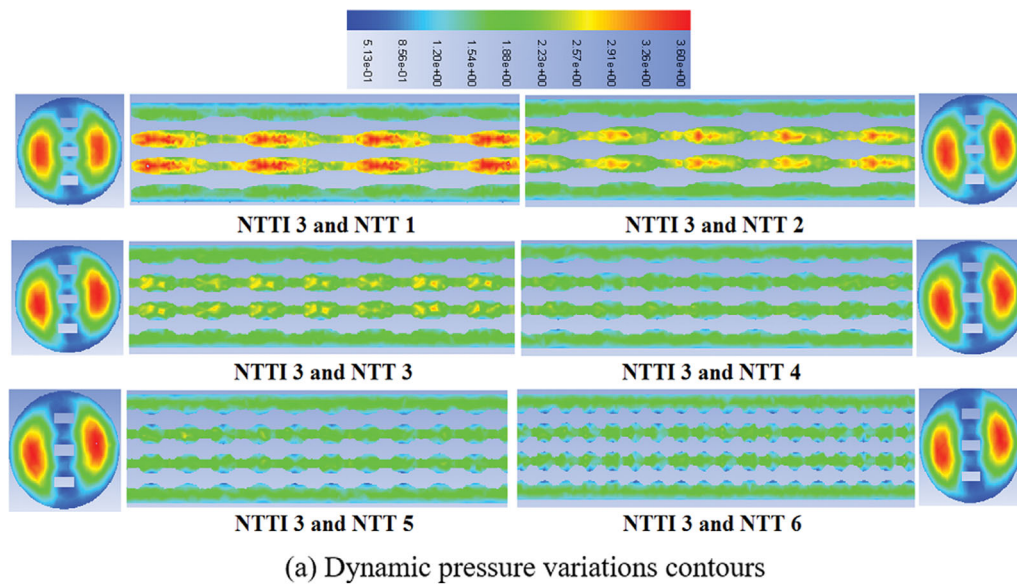 5.13e-01
8.56e-01
1.20e+00
1.54e+00
1.88e+00
2.23e+00
2.57e+00
2.91e+00
3.26e+00
3.60e+00
NTTI 3 and NTT 1
NTTI 3 and NTT 2
NTTI 3 and NTT 3
NTTI 3 and NTT 4
NTTI 3 and NTT 5
NTTI 3 and NTT 6
(a) Dynamic pressure variations contours